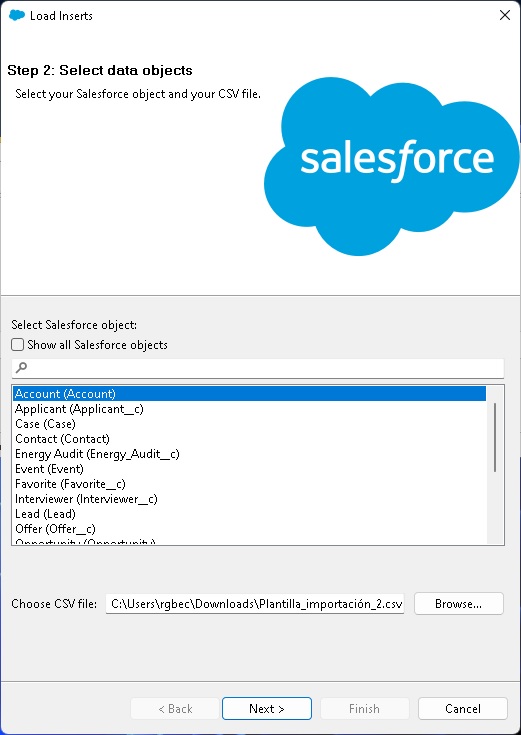 Load Inserts
Step 2: Select data objects
Select your Salesforce object and your CSV file.
salesforce
Select Salesforce object:
Show all Salesforce objects
Account (Account)
Applicant (Applicant__c)
Case (Case)
Contact (Contact)
Energy Audit (Energy_Audit__c)
Event (Event)
Favorite (Favorite__c)
Interviewer (Interviewer__c)
Lead (Lead)
Offer (Offer__c)
Opportunity (Opportunity)
Choose CSV file: C:\Users\rgbec\Downloads\Plantilla_importación_2.csv Browse...
< Back Next > Finish Cancel